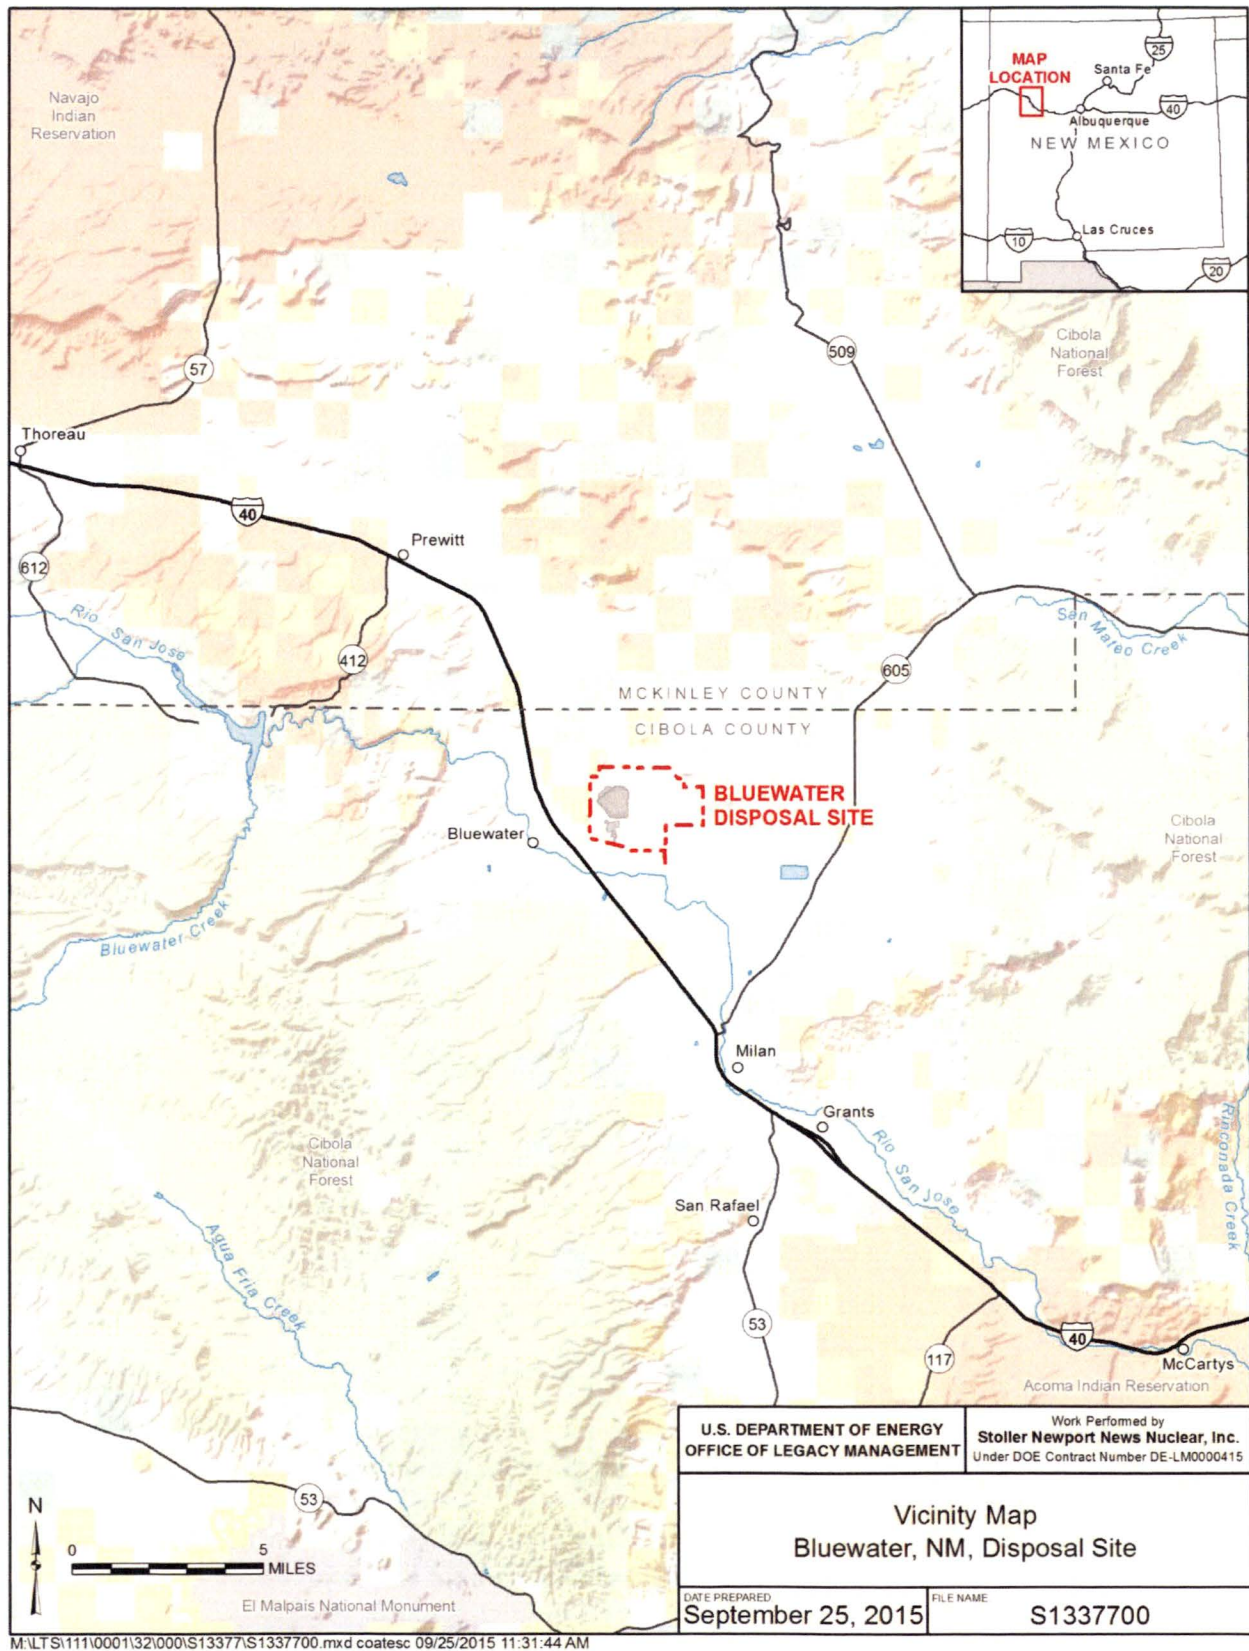 Navajo
Indian
Reservation
MAP
LOCATION
25
Santa Fe
40
Albuquerque
NEW MEXICO
Las Cruces
10
20
57
509
Cibola
National
Forest
Thoreau
40
Prewitt
612
Rio San Jose
412
San Mateo Creek
605
MCKINLEY COUNTY
CIBOLA COUNTY
BLUEWATER
DISPOSAL SITE
Bluewater
Cibola
National
Forest
Bluewater Creek
Milan
Grants
Rio San Jose
Rinconada Creek
Cibola
National
Forest
San Rafael
Agua Fria Creek
53
40
117
McCartys
Acoma Indian Reservation
53
N
0 5
MILES
El Malpais National Monument
U.S. DEPARTMENT OF ENERGY
OFFICE OF LEGACY MANAGEMENT
Work Performed by
Stoller Newport News Nuclear, Inc.
Under DOE Contract Number DE-LM0000415
Vicinity Map
Bluewater, NM, Disposal Site
DATE PREPARED
September 25, 2015
FILE NAME
S1337700
M:\LTS\111\0001\32\000\S13377\S1337700.mxd coatesc 09/25/2015 11:31:44 AM